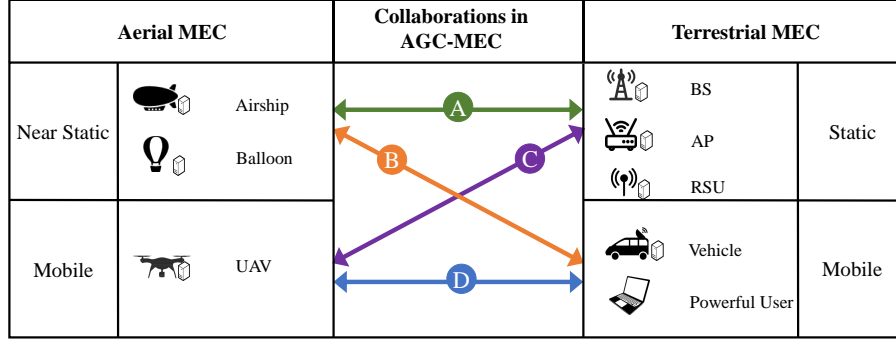 Aerial MEC
Collaborations in
AGC-MEC
Terrestrial MEC
Near Static
Airship
Balloon
A
B
C
BS
AP
RSU
Static
Mobile
UAV
D
Vehicle
Powerful User
Mobile